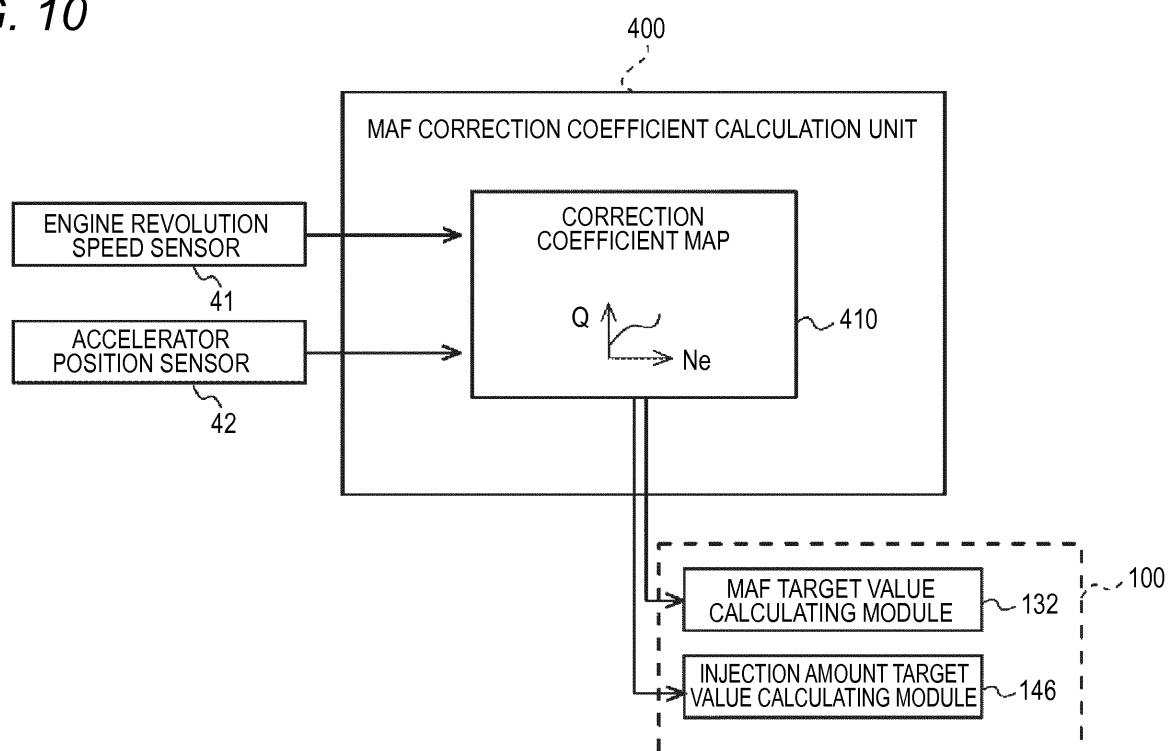 G. 10
400
MAF CORRECTION COEFFICIENT CALCULATION UNIT
ENGINE REVOLUTION
SPEED SENSOR
41
ACCELERATOR
POSITION SENSOR
42
CORRECTION
COEFFICIENT MAP
Q
Ne
410
100
MAF TARGET VALUE
CALCULATING MODULE
132
INJECTION AMOUNT TARGET
VALUE CALCULATING MODULE
146